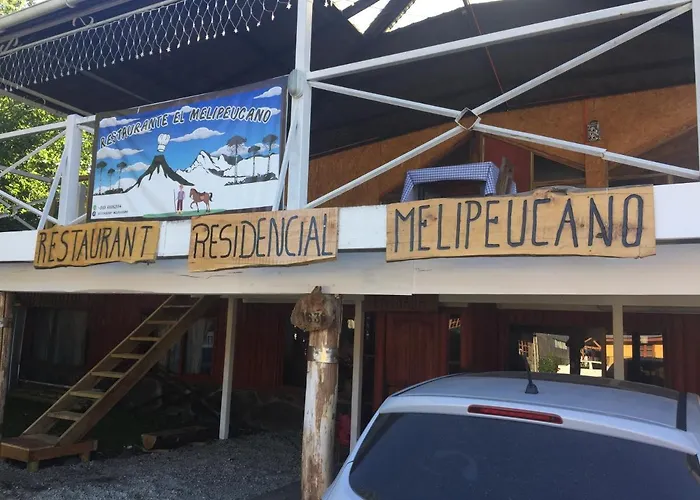 RESTAURANTE EL MELIPEUCANO
RESTAURANT
RESIDENCIAL
MELIPEUCANO